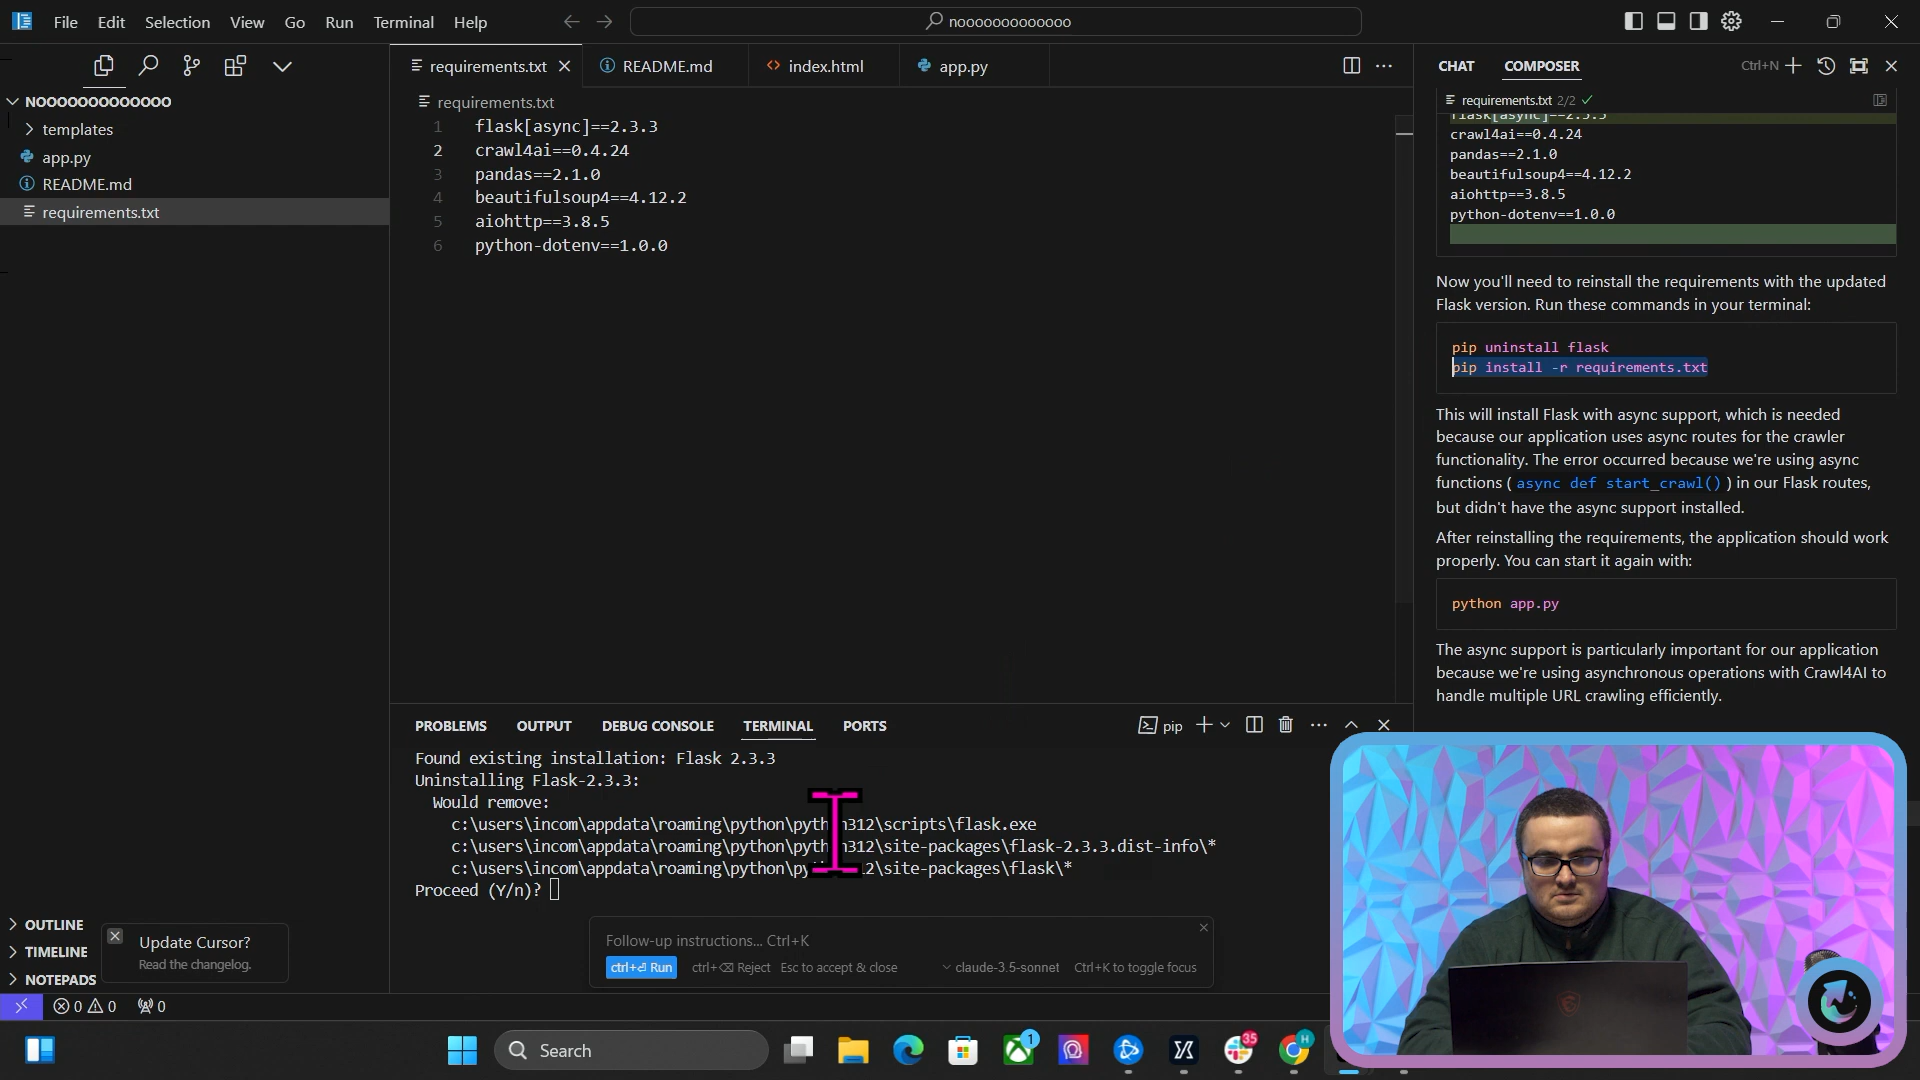 File Edit Selection View Go Run Terminal Help
nooooooooooooo
NOOOOOOOOOOOOO
templates
app.py
README.md
requirements.txt
OUTLINE
TIMELINE
NOTEPADS
Update Cursor?
Read the changelog.
requirements.txt README.md index.html app.py
requirements.txt
1 flask[async]==2.3.3
2 crawl4ai==0.4.24
3 pandas==2.1.0
4 beautifulsoup4==4.12.2
5 aiohttp==3.8.5
6 python-dotenv==1.0.0
PROBLEMS OUTPUT DEBUG CONSOLE TERMINAL PORTS
pip
Found existing installation: Flask 2.3.3
Uninstalling Flask-2.3.3:
Would remove:
c:\users\incom\appdata\roaming\python\python312\scripts\flask.exe
c:\users\incom\appdata\roaming\python\python312\site-packages\flask-2.3.3.dist-info\*
c:\users\incom\appdata\roaming\python\python312\site-packages\flask\*
Proceed (Y/n)?
Follow-up instructions... Ctrl+K
ctrl+⏎ Run ctrl+⌫ Reject Esc to accept & close claude-3.5-sonnet Ctrl+K to toggle focus
CHAT COMPOSER Ctrl+N
requirements.txt 2/2
flask[async]==2.3.3
crawl4ai==0.4.24
pandas==2.1.0
beautifulsoup4==4.12.2
aiohttp==3.8.5
python-dotenv==1.0.0
Now you'll need to reinstall the requirements with the updated
Flask version. Run these commands in your terminal:
pip uninstall flask
pip install -r requirements.txt
This will install Flask with async support, which is needed
because our application uses async routes for the crawler
functionality. The error occurred because we're using async
functions ( async def start_crawl() ) in our Flask routes,
but didn't have the async support installed.
After reinstalling the requirements, the application should work
properly. You can start it again with:
python app.py
The async support is particularly important for our application
because we're using asynchronous operations with Crawl4AI to
handle multiple URL crawling efficiently.
0 0 0
Search
1
35
H